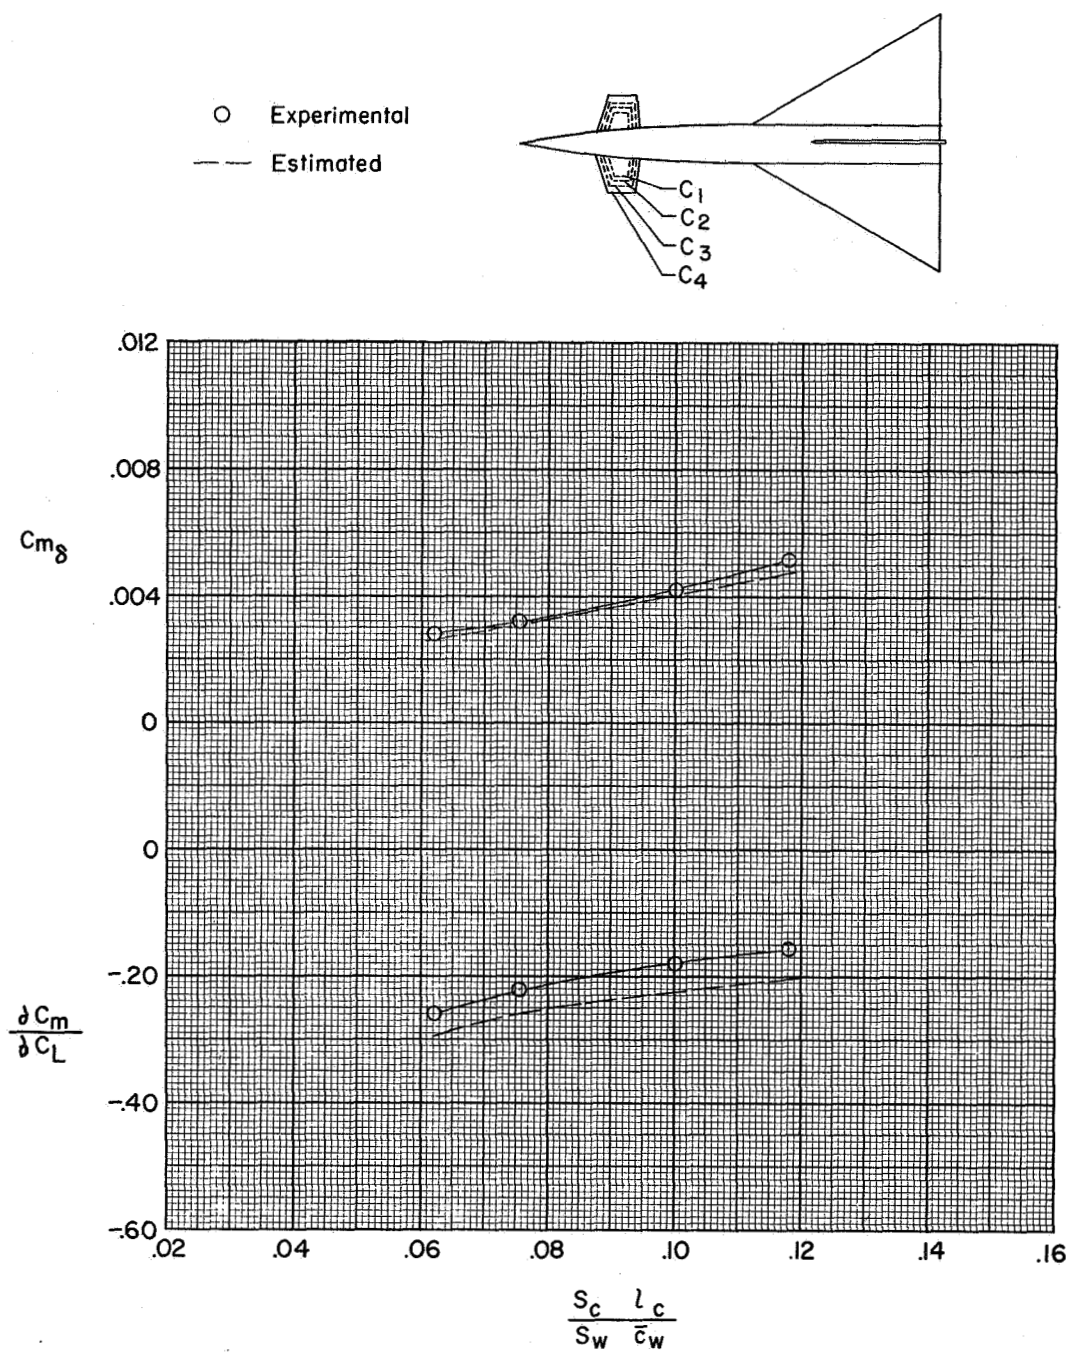 Experimental
Estimated
C1
C2
C3
C4
.012
.008
Cmδ
.004
0
0
-.20
∂Cm
∂CL
-.40
-.60
.02 .04 .06 .08 .10 .12 .14 .16
Sc lc
Sw c̄w